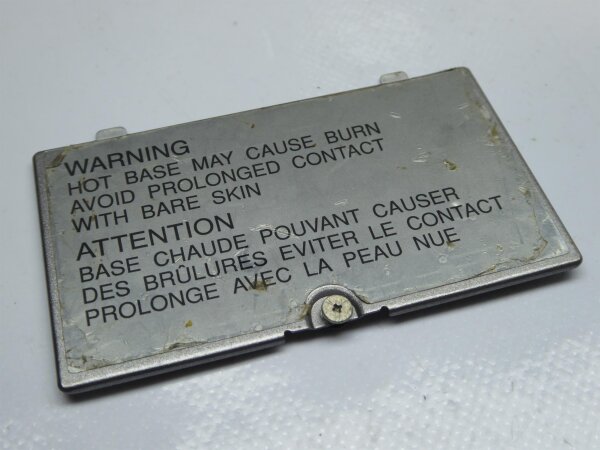 WARNING
HOT BASE MAY CAUSE BURN
AVOID PROLONGED CONTACT
WITH BARE SKIN
ATTENTION
BASE CHAUDE POUVANT CAUSER
DES BRÛLURES EVITER LE CONTACT
PROLONGE AVEC LA PEAU NUE